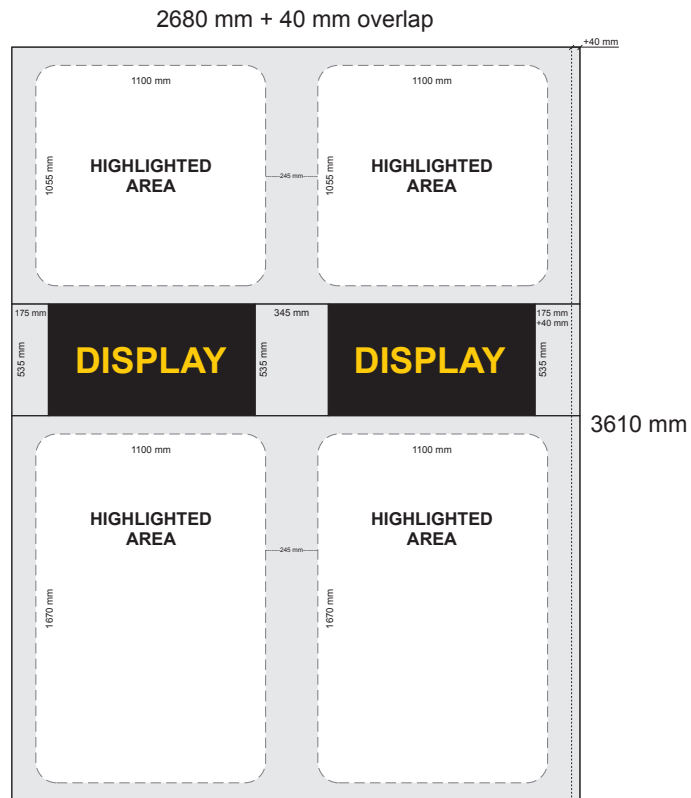 2680 mm + 40 mm overlap
+40 mm
1100 mm
1100 mm
1055 mm
HIGHLIGHTED
AREA
245 mm
1055 mm
HIGHLIGHTED
AREA
175 mm
345 mm
175 mm
+40 mm
535 mm
DISPLAY
535 mm
DISPLAY
535 mm
3610 mm
1100 mm
1100 mm
HIGHLIGHTED
AREA
HIGHLIGHTED
AREA
245 mm
1670 mm
1670 mm